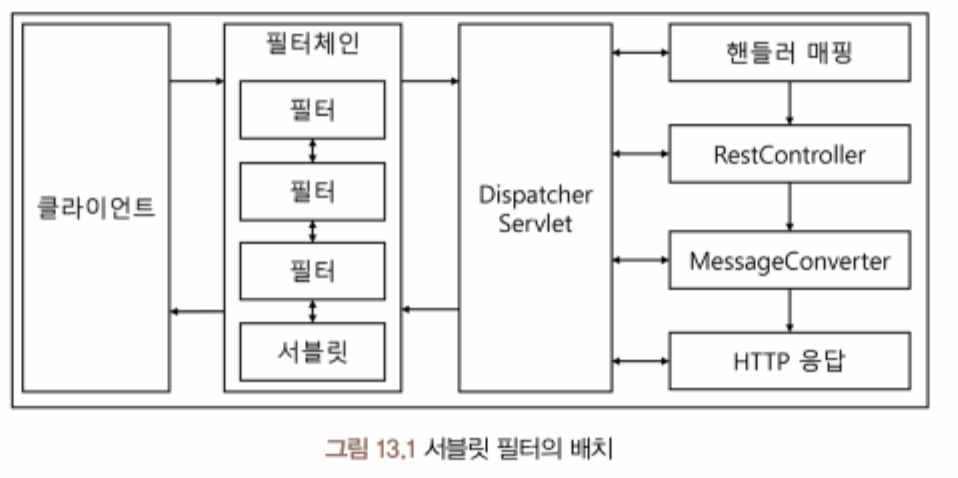 클라이언트
필터체인
필터
필터
필터
서블릿
Dispatcher
Servlet
핸들러 매핑
RestController
MessageConverter
HTTP 응답
그림 13.1 서블릿 필터의 배치